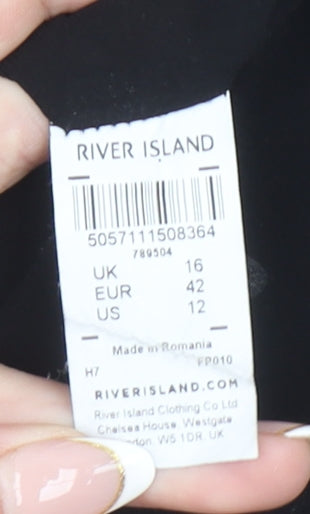 RIVER ISLAND
5057111508364
789504
UK 16
EUR 42
US 12
Made in Romania
H7 FP010
RIVERISLAND.COM
River Island Clothing Co Ltd
Chelsea House, Westgate
W5 1DR, UK